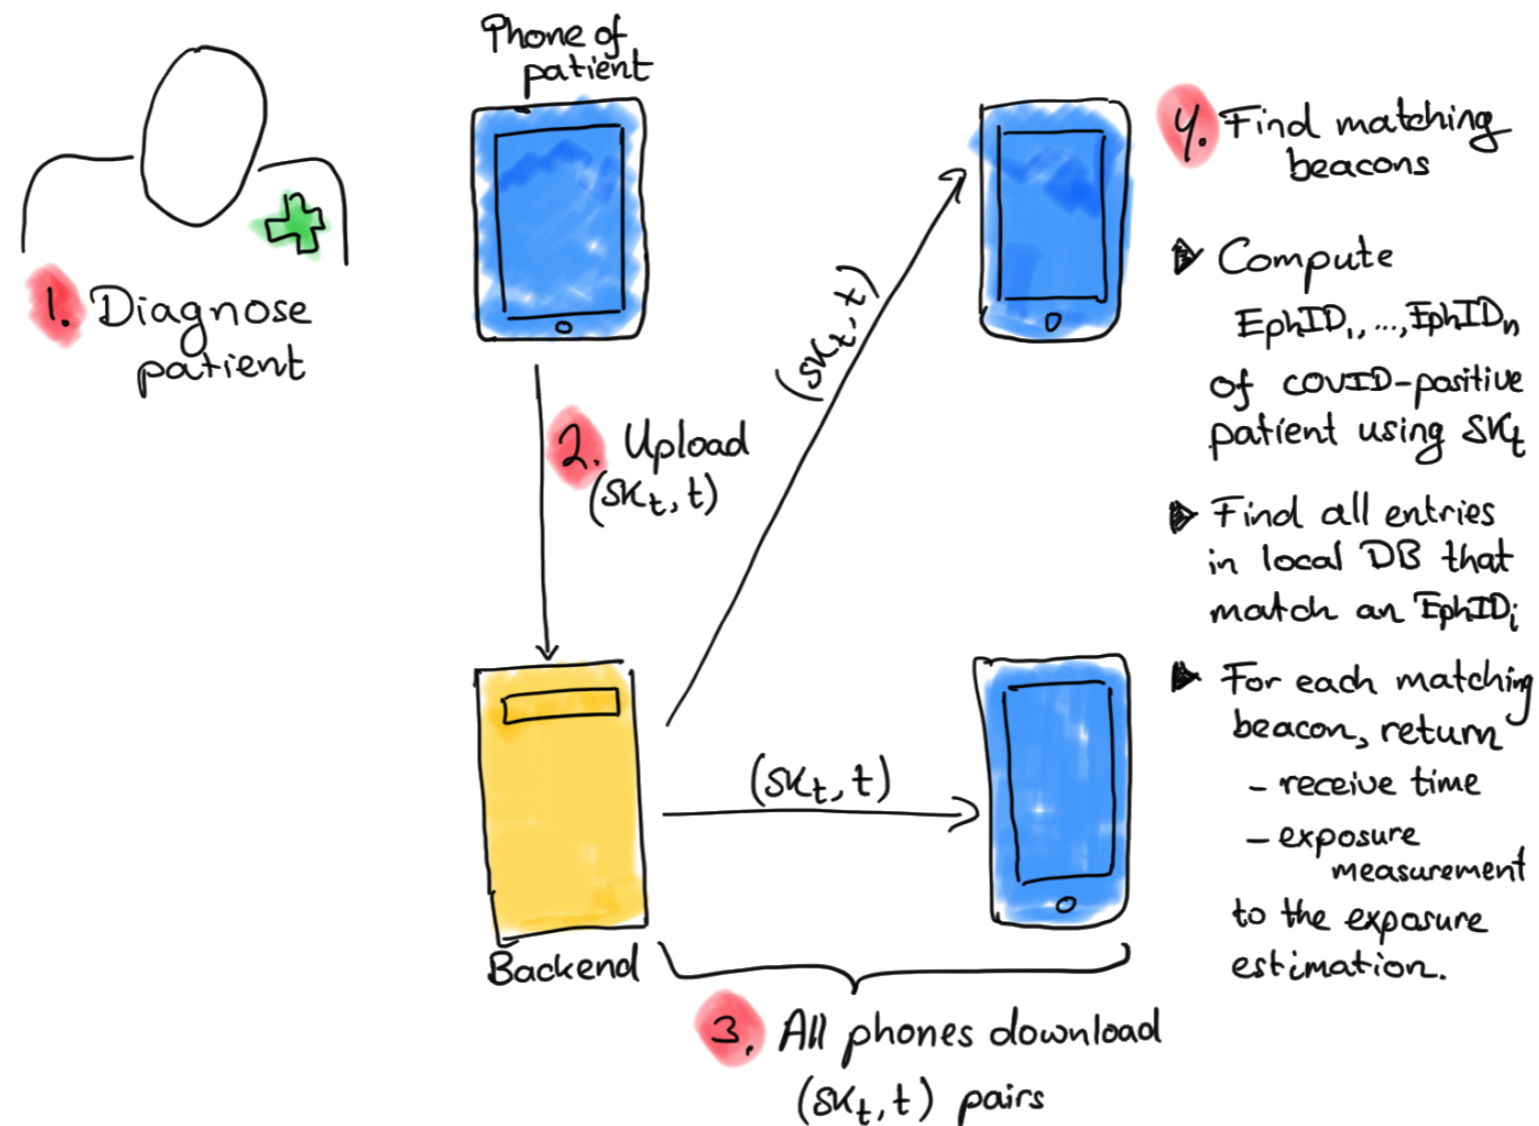 Phone of
patient
1. Diagnose
patient
2. Upload
(SKt, t)
(SKt, t)
(SKt, t)
Backend
3. All phones download
(SKt, t) pairs
4. Find matching
beacons
▶ Compute
EphID1,...,EphIDn
of COVID-positive
patient using SKt
▶ Find all entries
in local DB that
match an EphIDi
▶ For each matching
beacon, return
- receive time
- exposure
measurement
to the exposure
estimation.